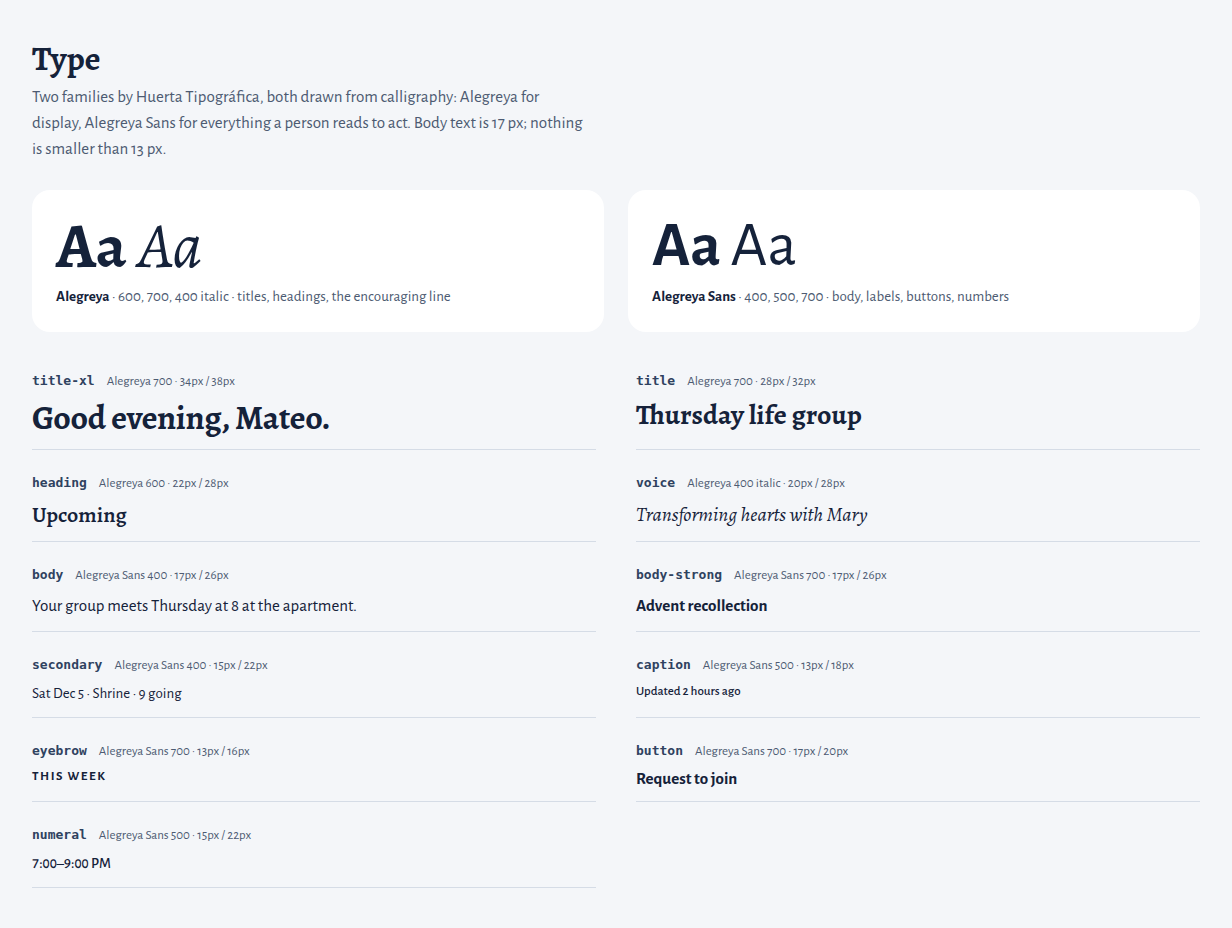 Type
Two families by Huerta Tipográfica, both drawn from calligraphy: Alegreya for
display, Alegreya Sans for everything a person reads to act. Body text is 17 px; nothing
is smaller than 13 px.
Aa Aa
Alegreya · 600, 700, 400 italic · titles, headings, the encouraging line
Aa Aa
Alegreya Sans · 400, 500, 700 · body, labels, buttons, numbers
title-xl Alegreya 700 · 34px / 38px
Good evening, Mateo.
title Alegreya 700 · 28px / 32px
Thursday life group
heading Alegreya 600 · 22px / 28px
Upcoming
voice Alegreya 400 italic · 20px / 28px
Transforming hearts with Mary
body Alegreya Sans 400 · 17px / 26px
Your group meets Thursday at 8 at the apartment.
body-strong Alegreya Sans 700 · 17px / 26px
Advent recollection
secondary Alegreya Sans 400 · 15px / 22px
Sat Dec 5 · Shrine · 9 going
caption Alegreya Sans 500 · 13px / 18px
Updated 2 hours ago
eyebrow Alegreya Sans 700 · 13px / 16px
THIS WEEK
button Alegreya Sans 700 · 17px / 20px
Request to join
numeral Alegreya Sans 500 · 15px / 22px
7:00–9:00 PM